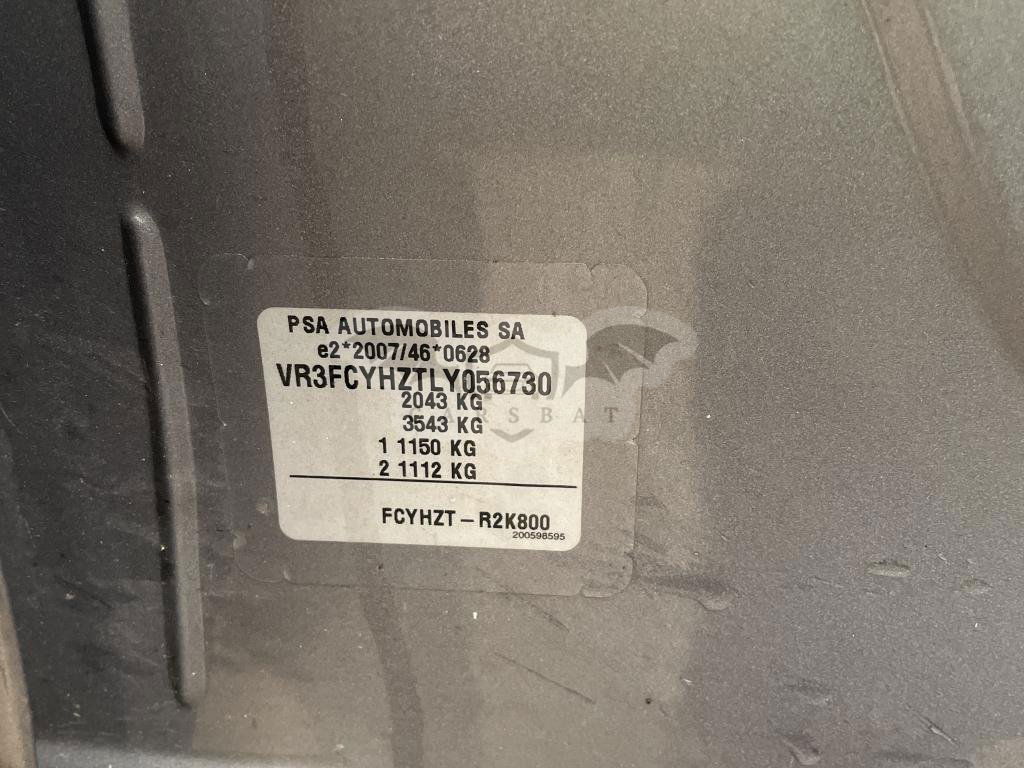 PSA AUTOMOBILES SA
e2*2007/46*0628
VR3FCYHZTLY056730
2043 KG
3543 KG
1 1150 KG
2 1112 KG
FCYHZT – R2K800
200598595
CARSBAT